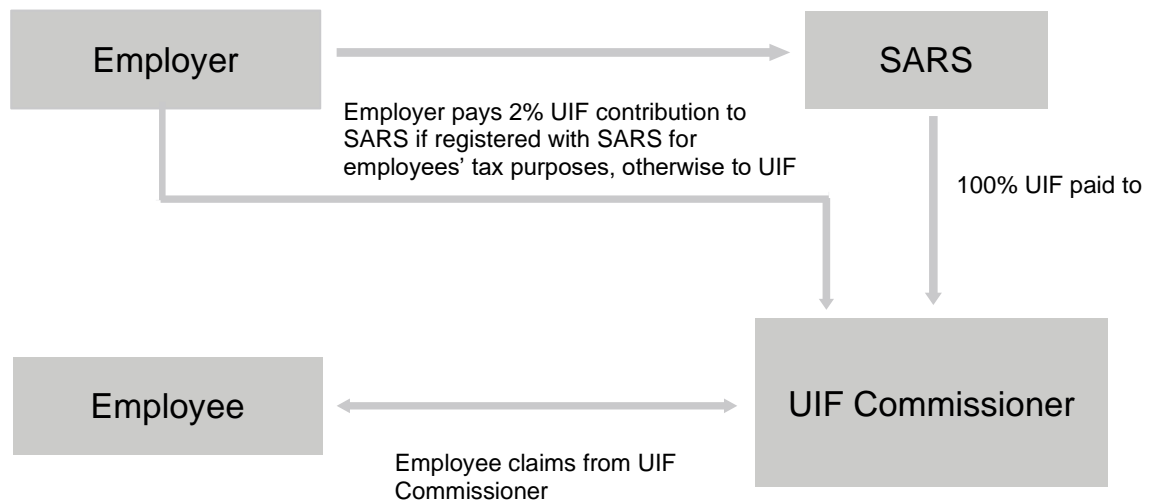 Employer
SARS
Employer pays 2% UIF contribution to
SARS if registered with SARS for
employees’ tax purposes, otherwise to UIF
100% UIF paid to
Employee
UIF Commissioner
Employee claims from UIF
Commissioner